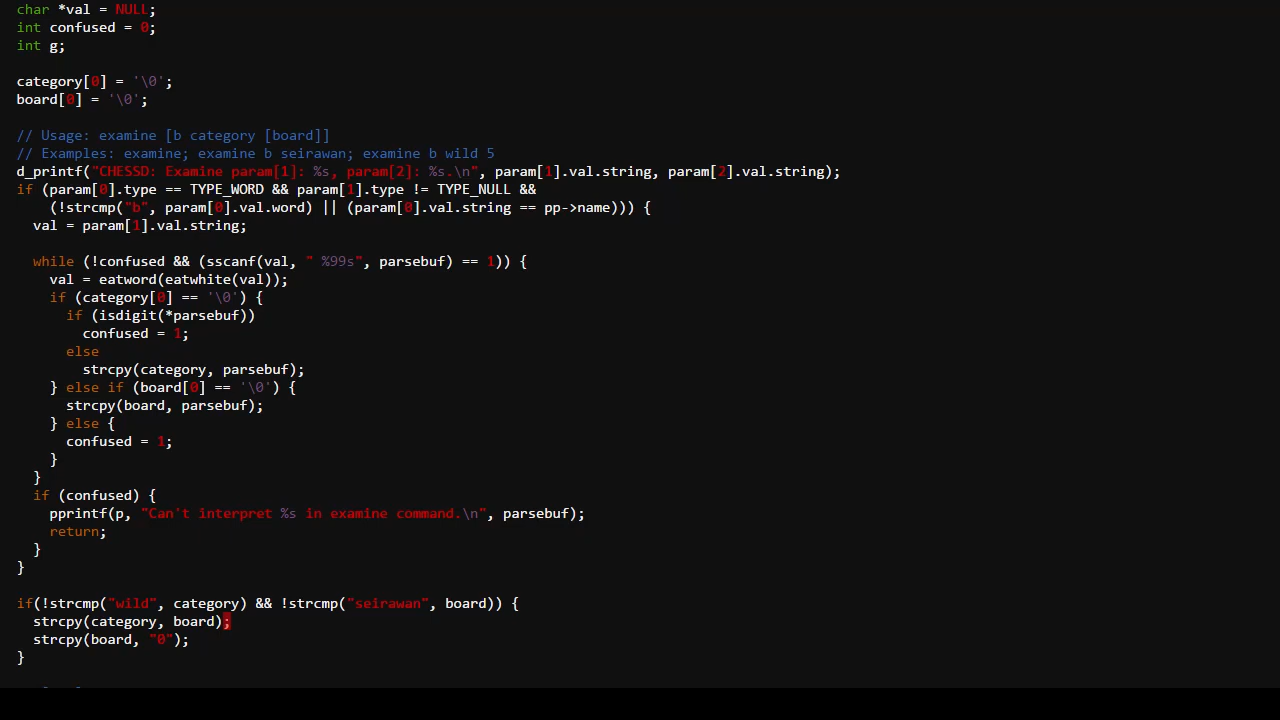 char *val = NULL;
int confused = 0;
int g;
category[0] = '\0';
board[0] = '\0';
// Usage: examine [b category [board]]
// Examples: examine; examine b seirawan; examine b wild 5
d_printf("CHESSD: Examine param[1]: %s, param[2]: %s.\n", param[1].val.string, param[2].val.string);
if (param[0].type == TYPE_WORD && param[1].type != TYPE_NULL &&
    (!strcmp("b", param[0].val.word) || (param[0].val.string == pp->name))) {
  val = param[1].val.string;
  while (!confused && (sscanf(val, " %99s", parsebuf) == 1)) {
    val = eatword(eatwhite(val));
    if (category[0] == '\0') {
      if (isdigit(*parsebuf))
        confused = 1;
      else
        strcpy(category, parsebuf);
    } else if (board[0] == '\0') {
      strcpy(board, parsebuf);
    } else {
      confused = 1;
    }
  }
  if (confused) {
    pprintf(p, "Can't interpret %s in examine command.\n", parsebuf);
    return;
  }
}
if(!strcmp("wild", category) && !strcmp("seirawan", board)) {
  strcpy(category, board);
  strcpy(board, "0");
}